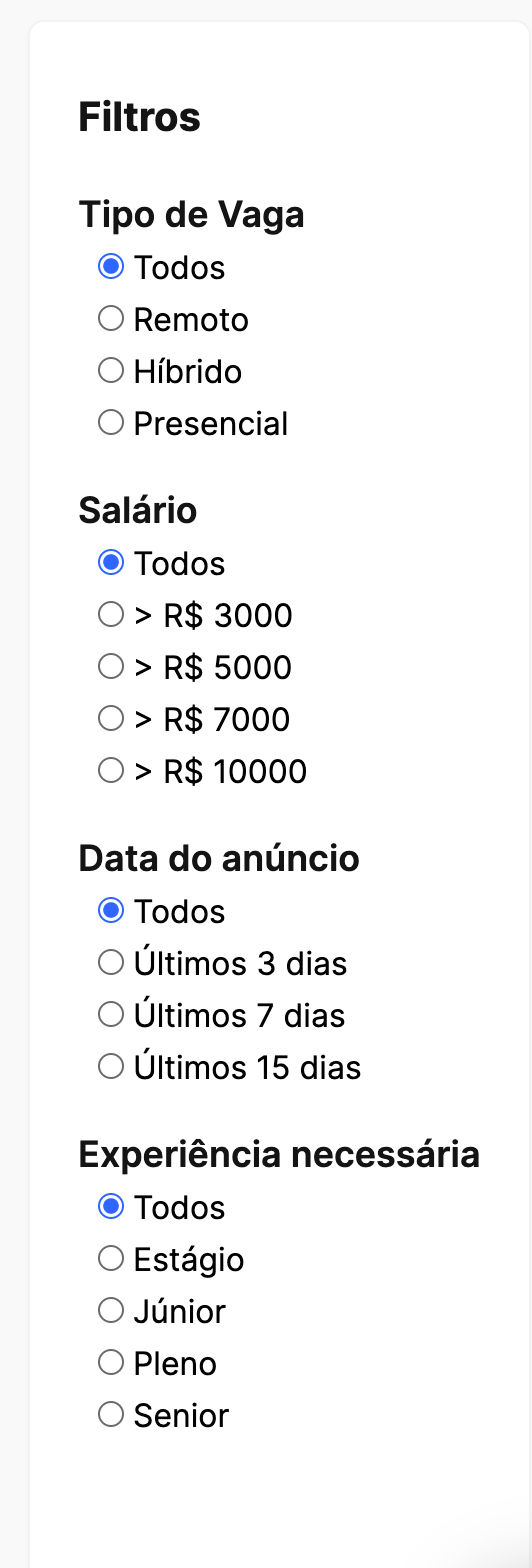 Filtros
Tipo de Vaga
Todos
Remoto
Híbrido
Presencial
Salário
Todos
> R$ 3000
> R$ 5000
> R$ 7000
> R$ 10000
Data do anúncio
Todos
Últimos 3 dias
Últimos 7 dias
Últimos 15 dias
Experiência necessária
Todos
Estágio
Júnior
Pleno
Senior